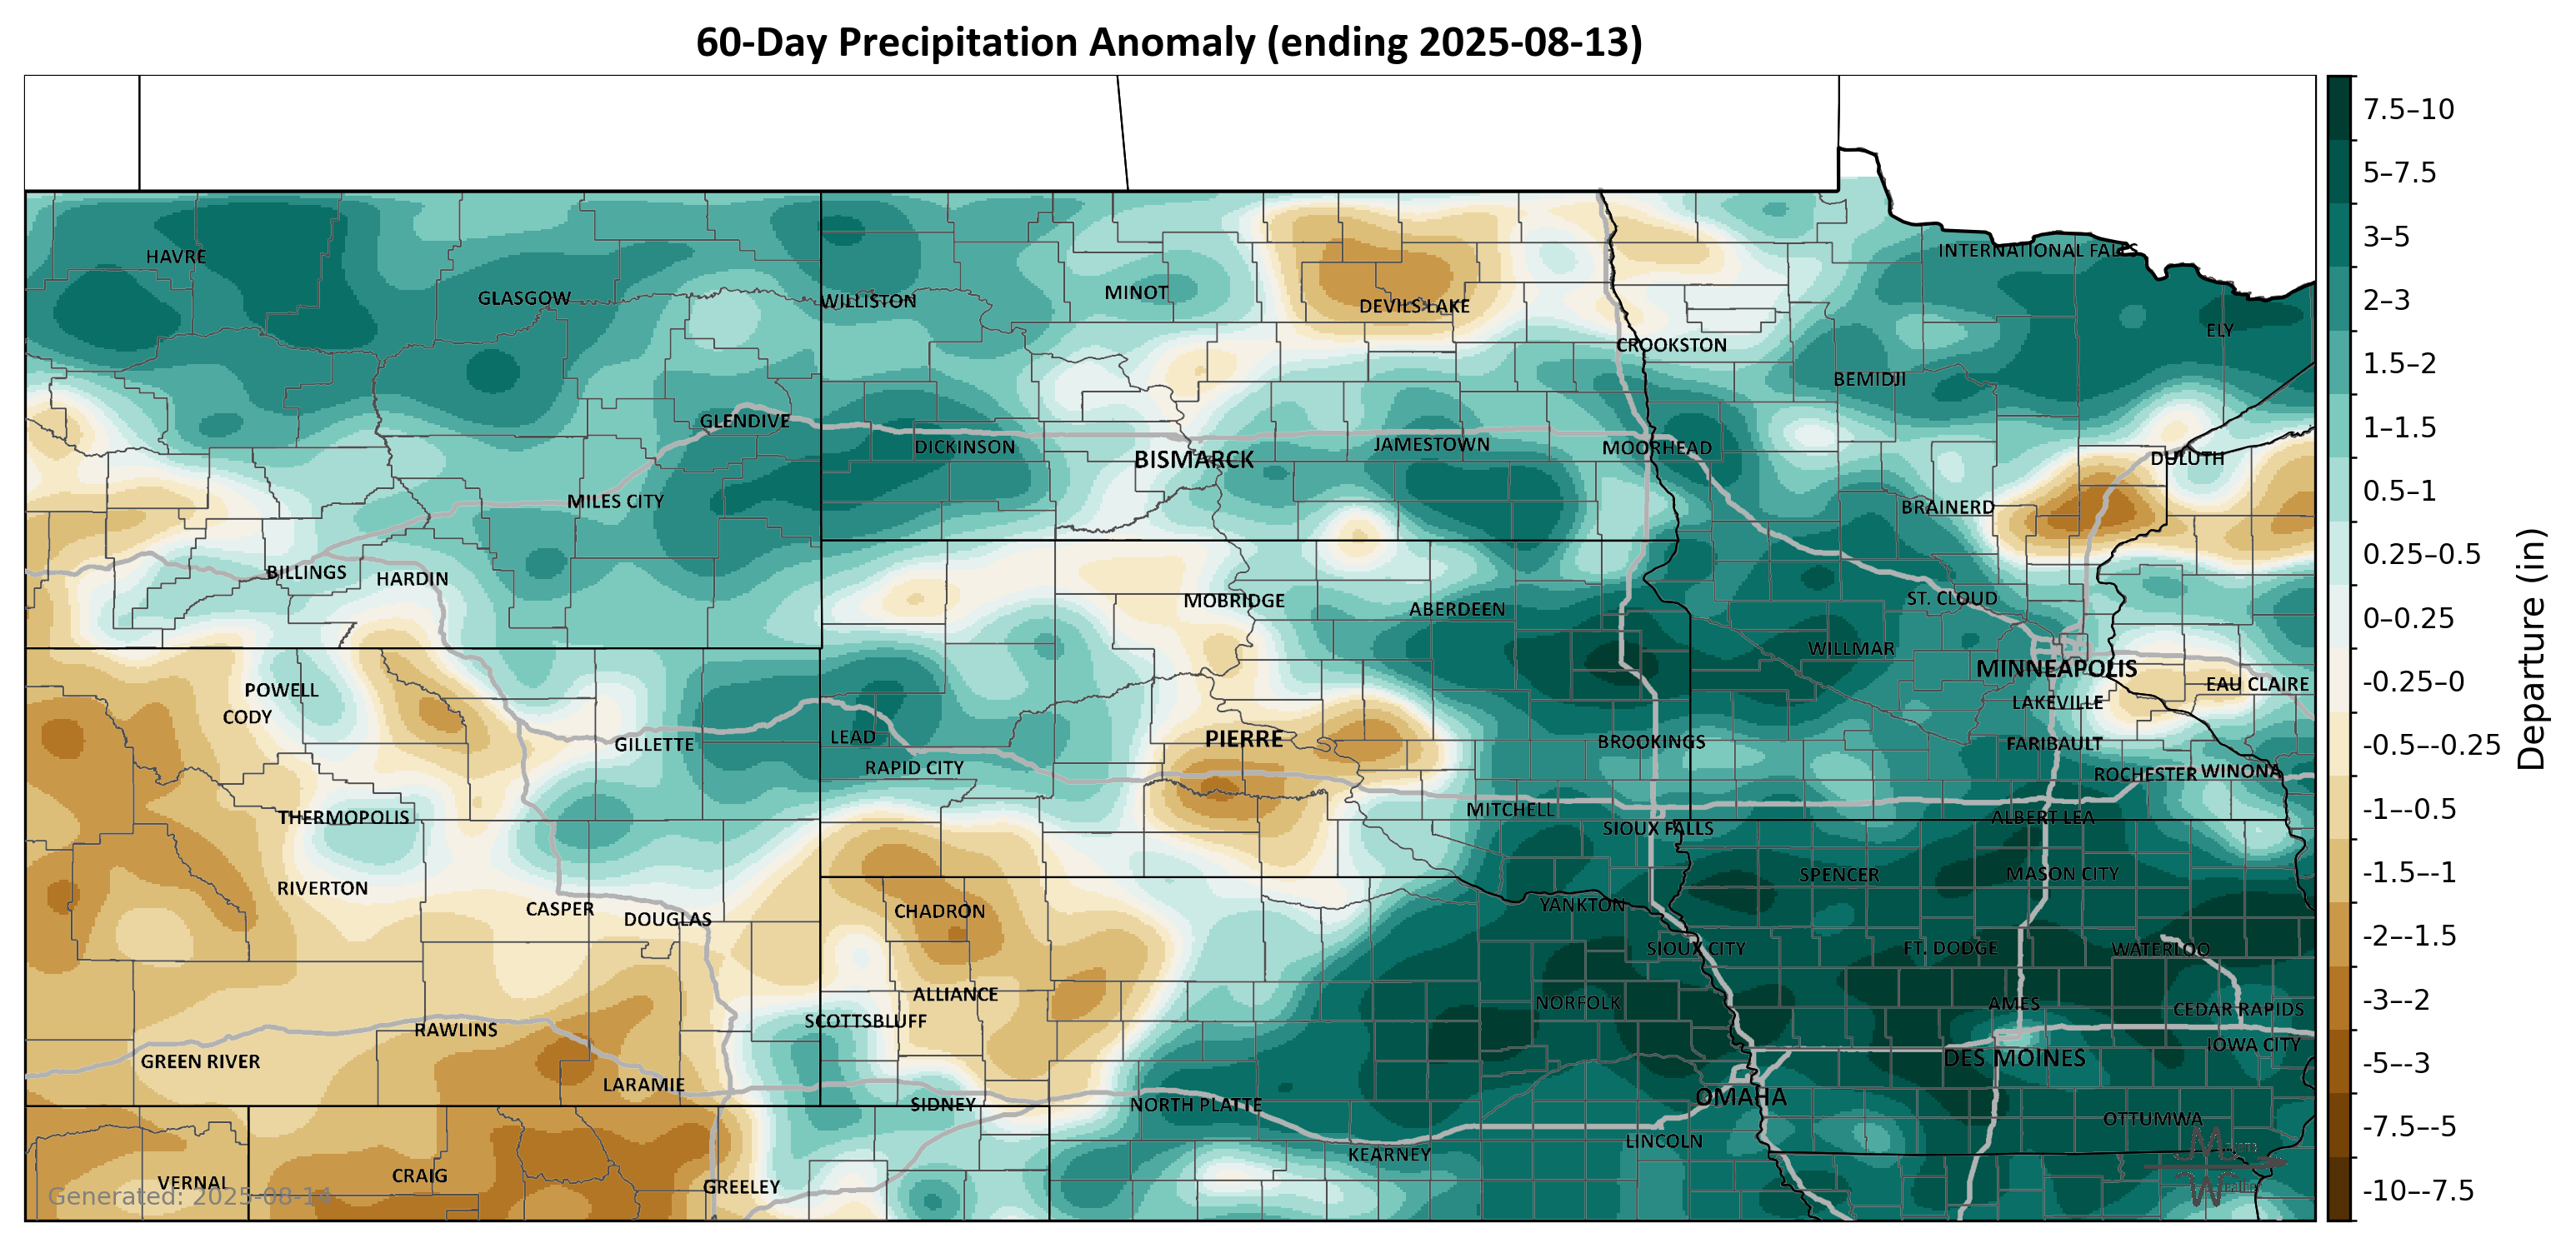 60-Day Precipitation Anomaly (ending 2025-08-13)
HAVRE
GLASGOW
WILLISTON
MINOT
DEVILS LAKE
INTERNATIONAL FALLS
ELY
CROOKSTON
BEMIDJI
GLENDIVE
DICKINSON
BISMARCK
JAMESTOWN
MOORHEAD
DULUTH
MILES CITY
BRAINERD
BILLINGS
HARDIN
MOBRIDGE
ABERDEEN
ST. CLOUD
WILLMAR
MINNEAPOLIS
EAU CLAIRE
LAKEVILLE
POWELL
CODY
GILLETTE
LEAD
RAPID CITY
PIERRE
BROOKINGS
FARIBAULT
ROCHESTER
WINONA
THERMOPOLIS
MITCHELL
SIOUX FALLS
ALBERT LEA
RIVERTON
CASPER
DOUGLAS
CHADRON
YANKTON
SPENCER
MASON CITY
SIOUX CITY
FT. DODGE
WATERLOO
ALLIANCE
SCOTTSBLUFF
NORFOLK
AMES
CEDAR RAPIDS
RAWLINS
GREEN RIVER
LARAMIE
SIDNEY
NORTH PLATTE
OMAHA
DES MOINES
IOWA CITY
OTTUMWA
LINCOLN
KEARNEY
VERNAL
CRAIG
GREELEY
Generated: 2025-08-14
7.5–10
5–7.5
3–5
2–3
1.5–2
1–1.5
0.5–1
0.25–0.5
0–0.25
-0.25–0
-0.5–-0.25
-1–-0.5
-1.5–-1
-2–-1.5
-3–-2
-5–-3
-7.5–-5
-10–-7.5
Departure (in)